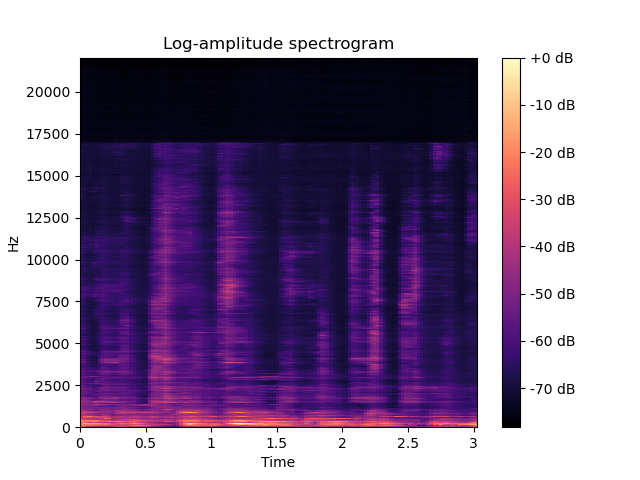 Log-amplitude spectrogram
Hz
20000
17500
15000
12500
10000
7500
5000
2500
0
0 0.5 1 1.5 2 2.5 3
Time
+0 dB
-10 dB
-20 dB
-30 dB
-40 dB
-50 dB
-60 dB
-70 dB